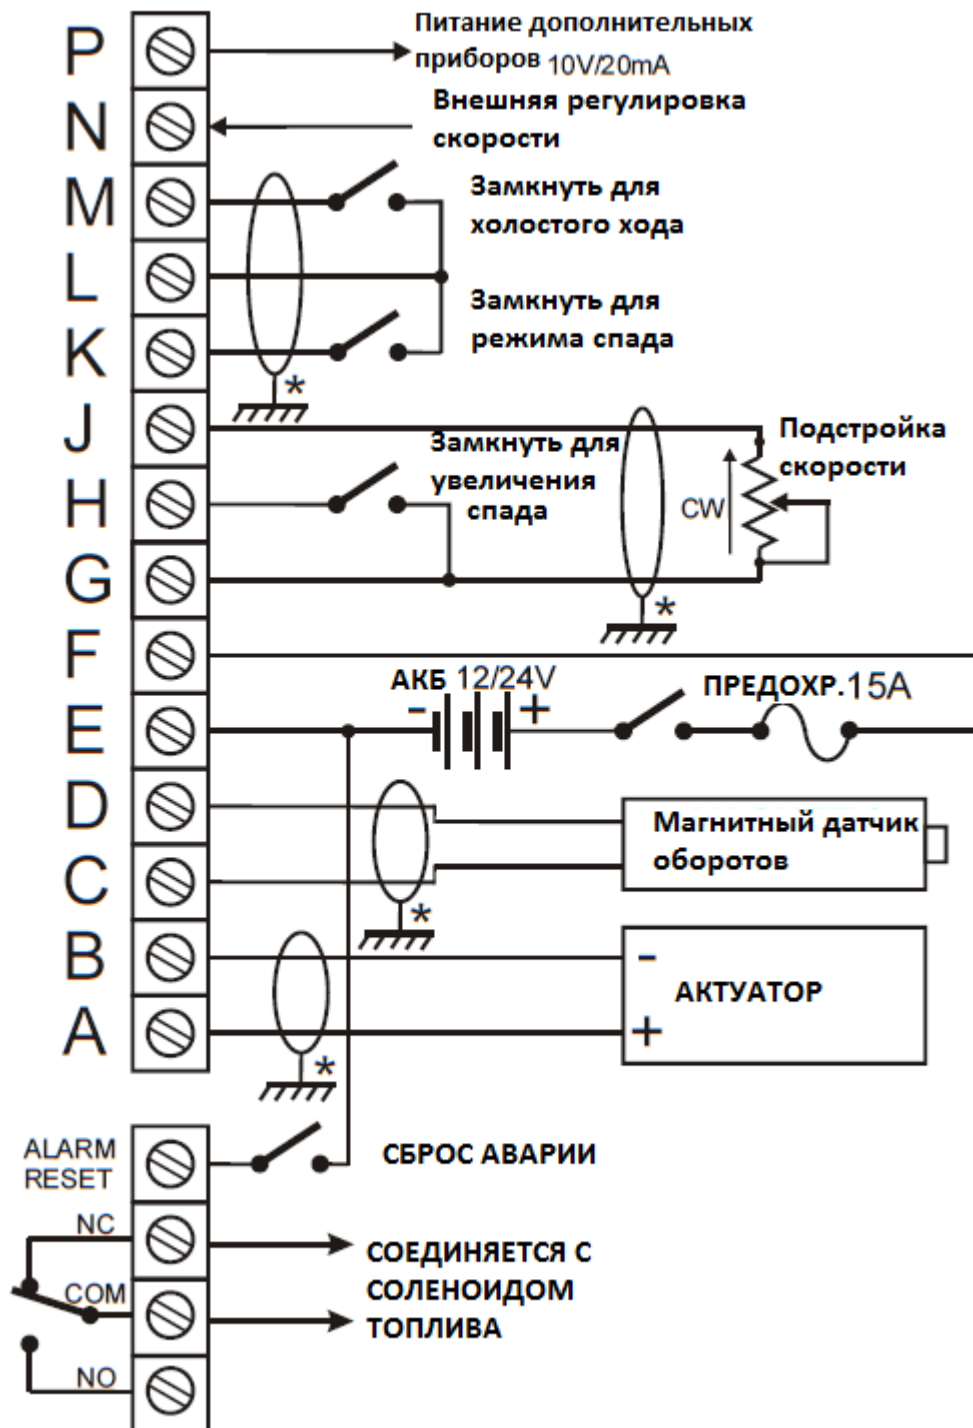 P
Питание дополнительных
приборов 10V/20mA
N
Внешняя регулировка
скорости
M
Замкнуть для
холостого хода
L
K
Замкнуть для
режима спада
*
J
H
Замкнуть для
увеличения
спада
CW
Подстройка
скорости
G
*
F
E
АКБ 12/24V
- +
ПРЕДОХР.15A
D
C
Магнитный датчик
оборотов
*
B
A
-
АКТУАТОР
+
*
ALARM
RESET
СБРОС АВАРИИ
NC
COM
NO
СОЕДИНЯЕТСЯ С
СОЛЕНОИДОМ
ТОПЛИВА